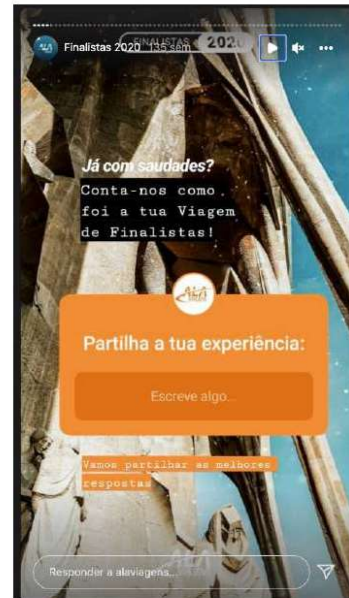 Finalistas 2020 135 sem
FINALISTAS 2020
Já com saudades?
Conta-nos como
foi a tua Viagem
de Finalistas!
ALA
Partilha a tua experiência:
Escreve algo...
Vamos partilhar as melhores
respostas
ALA
Responder a alaviagens...